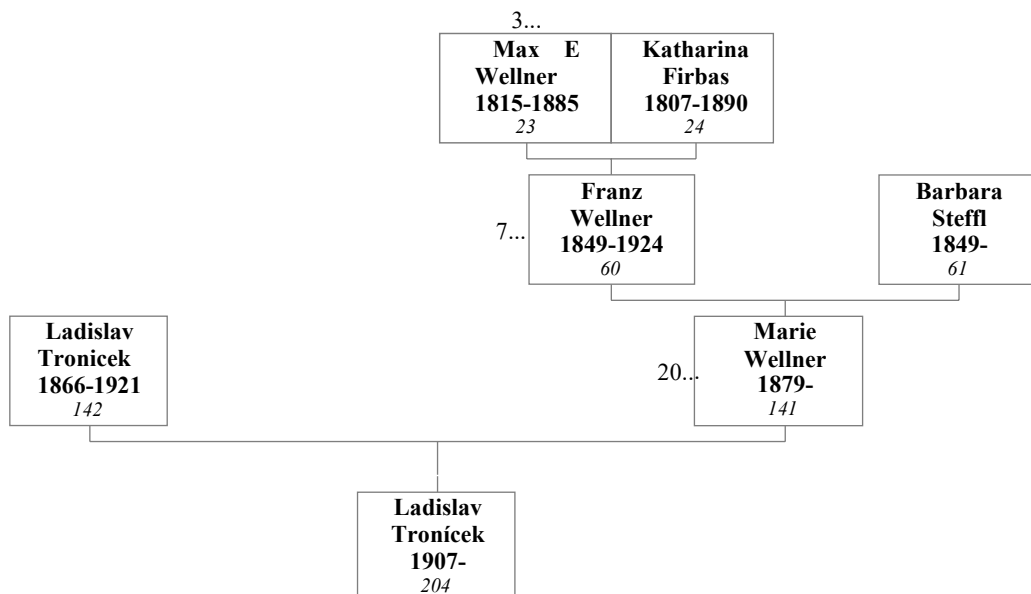 3...
Max E
Wellner
1815-1885
23
Katharina
Firbas
1807-1890
24
7...
Franz
Wellner
1849-1924
60
Barbara
Steffl
1849-
61
Ladislav
Tronicek
1866-1921
142
20...
Marie
Wellner
1879-
141
Ladislav
Tronícek
1907-
204